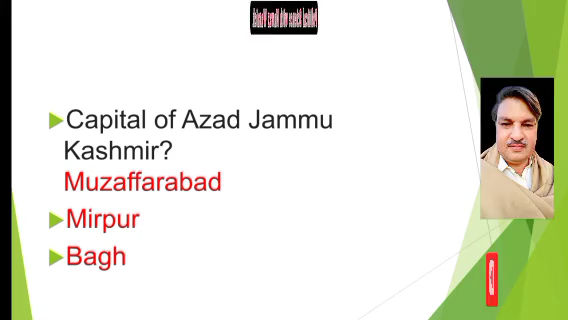 Capital of Azad Jammu
Kashmir?
Muzaffarabad
Mirpur
Bagh